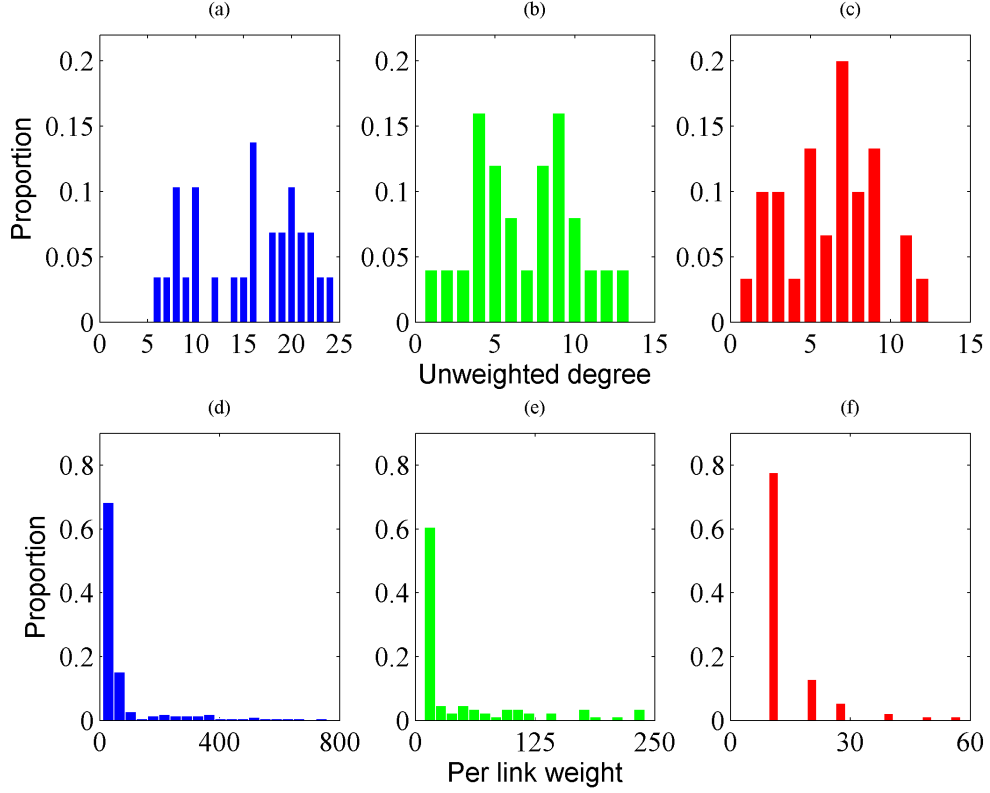 (a) (b) (c)
0.2 0.2 0.2
0.15 0.15 0.15
Proportion
0.1 0.1 0.1
0.05 0.05 0.05
0 0 0
0 5 10 15 20 25 0 5 10 15 0 5 10 15
Unweighted degree
(d) (e) (f)
0.8 0.8 0.8
0.6 0.6 0.6
Proportion
0.4 0.4 0.4
0.2 0.2 0.2
0 0 0
0 400 800 0 125 250 0 30 60
Per link weight